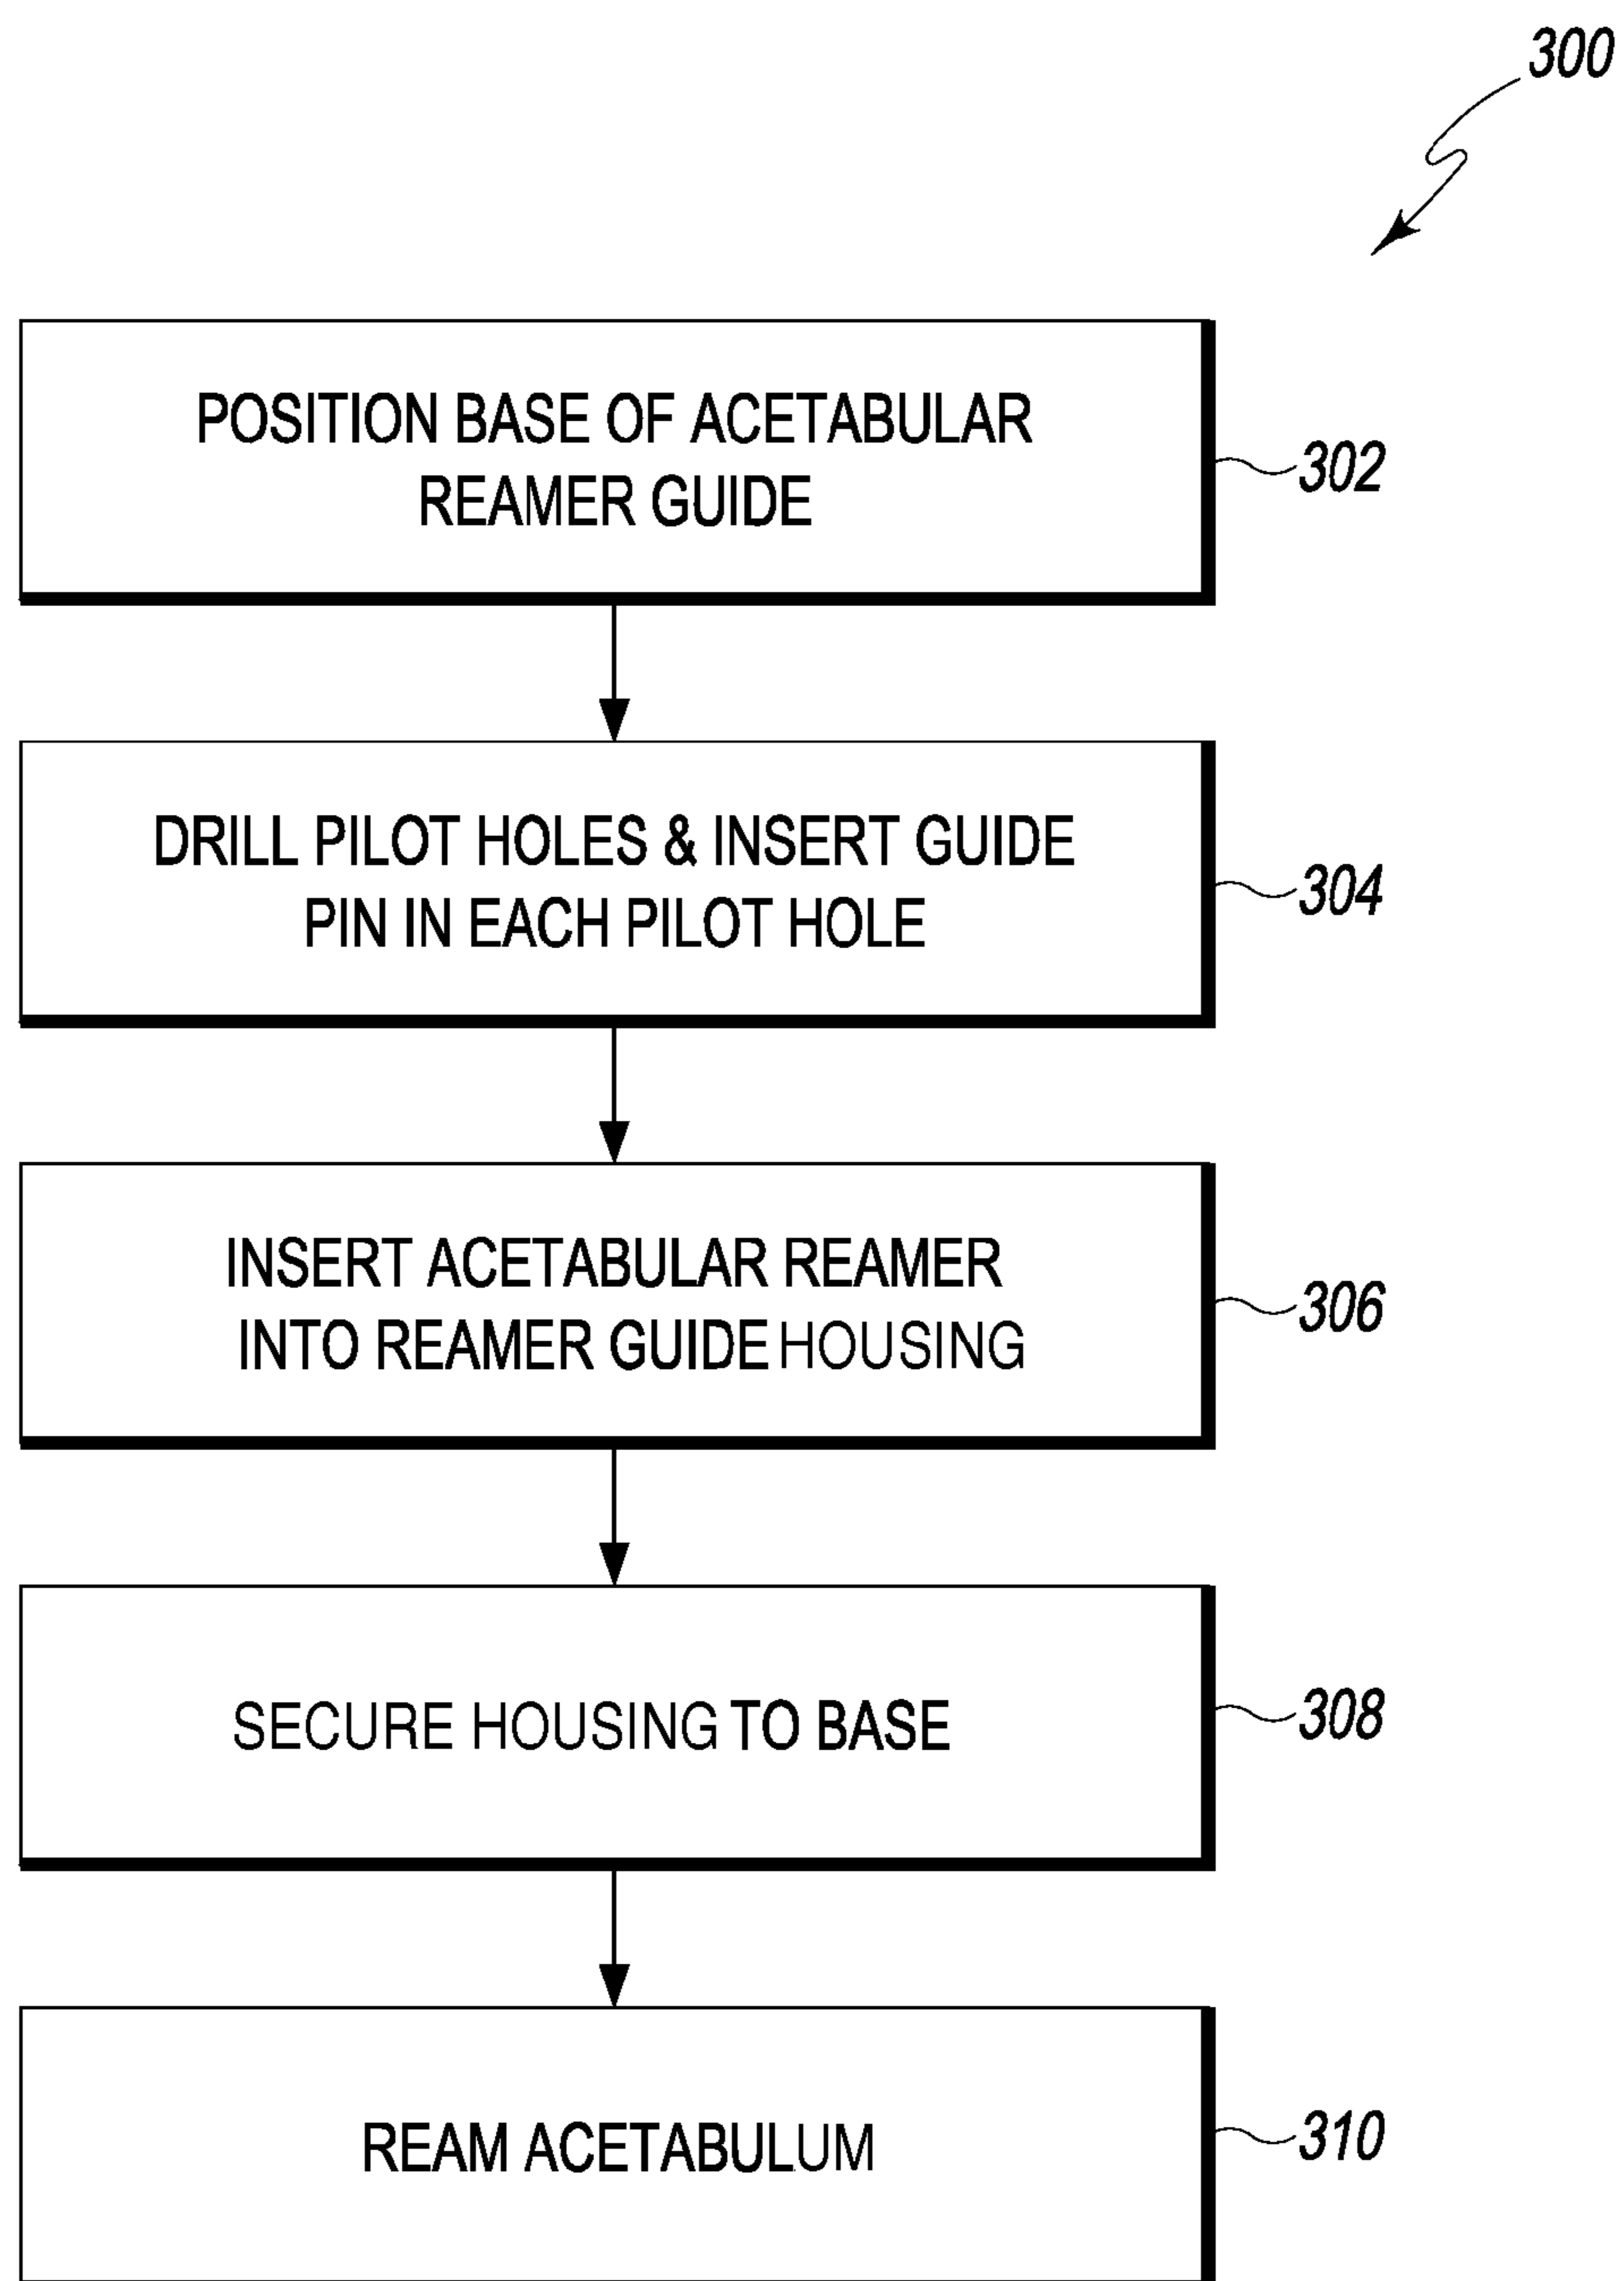 300
POSITION BASE OF ACETABULAR
REAMER GUIDE
302
DRILL PILOT HOLES & INSERT GUIDE
PIN IN EACH PILOT HOLE
304
INSERT ACETABULAR REAMER
INTO REAMER GUIDE HOUSING
306
SECURE HOUSING TO BASE
308
REAM ACETABULUM
310